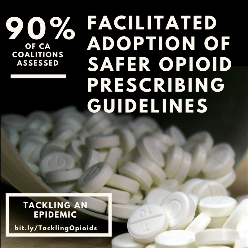 90%
OF CA
COALITIONS
ASSESSED
FACILITATED
ADOPTION OF
SAFER OPIOID
PRESCRIBING
GUIDELINES
TACKLING AN
EPIDEMIC
bit.ly/TacklingOpioids